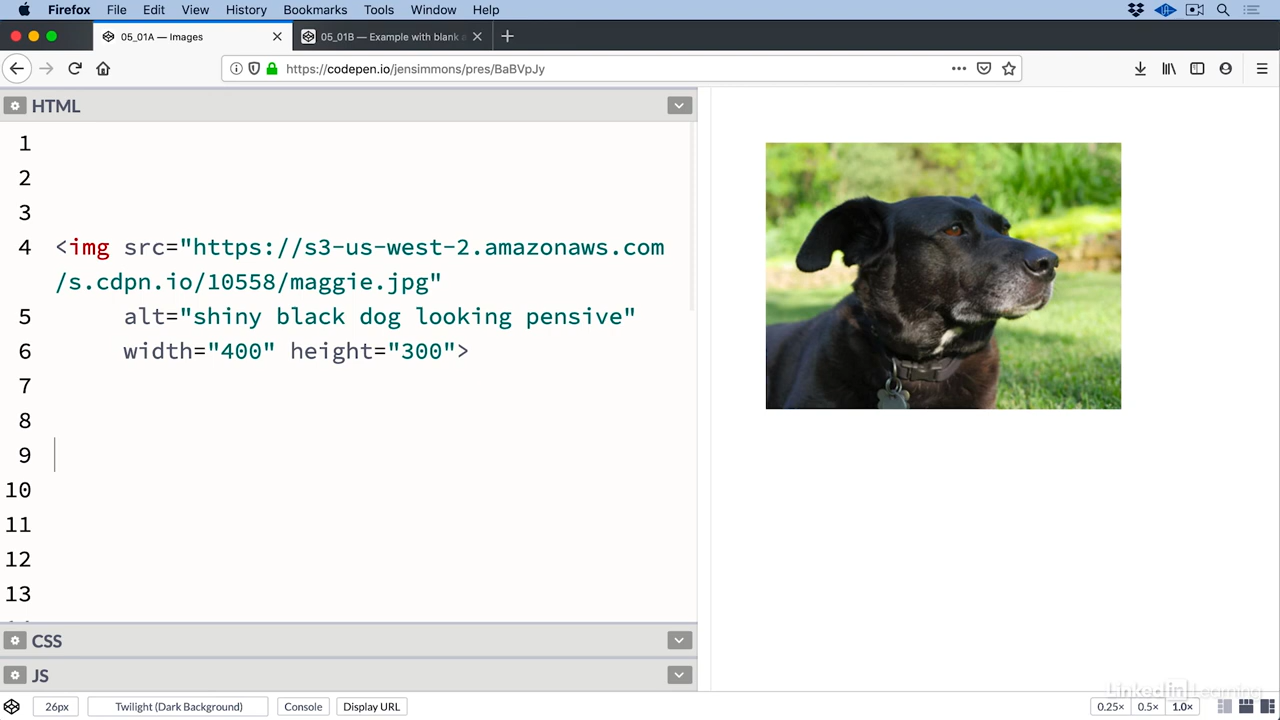 Firefox File Edit View History Bookmarks Tools Window Help
05_01A — Images
05_01B — Example with blank
https://codepen.io/jensimmons/pres/BaBVpJy
HTML
1
2
3
4 <img src="https://s3-us-west-2.amazonaws.com
/s.cdpn.io/10558/maggie.jpg"
5 alt="shiny black dog looking pensive"
6 width="400" height="300">
7
8
9
10
11
12
13
CSS
JS
26px Twilight (Dark Background) Console Display URL 0.25× 0.5× 1.0×
LinkedIn Learning